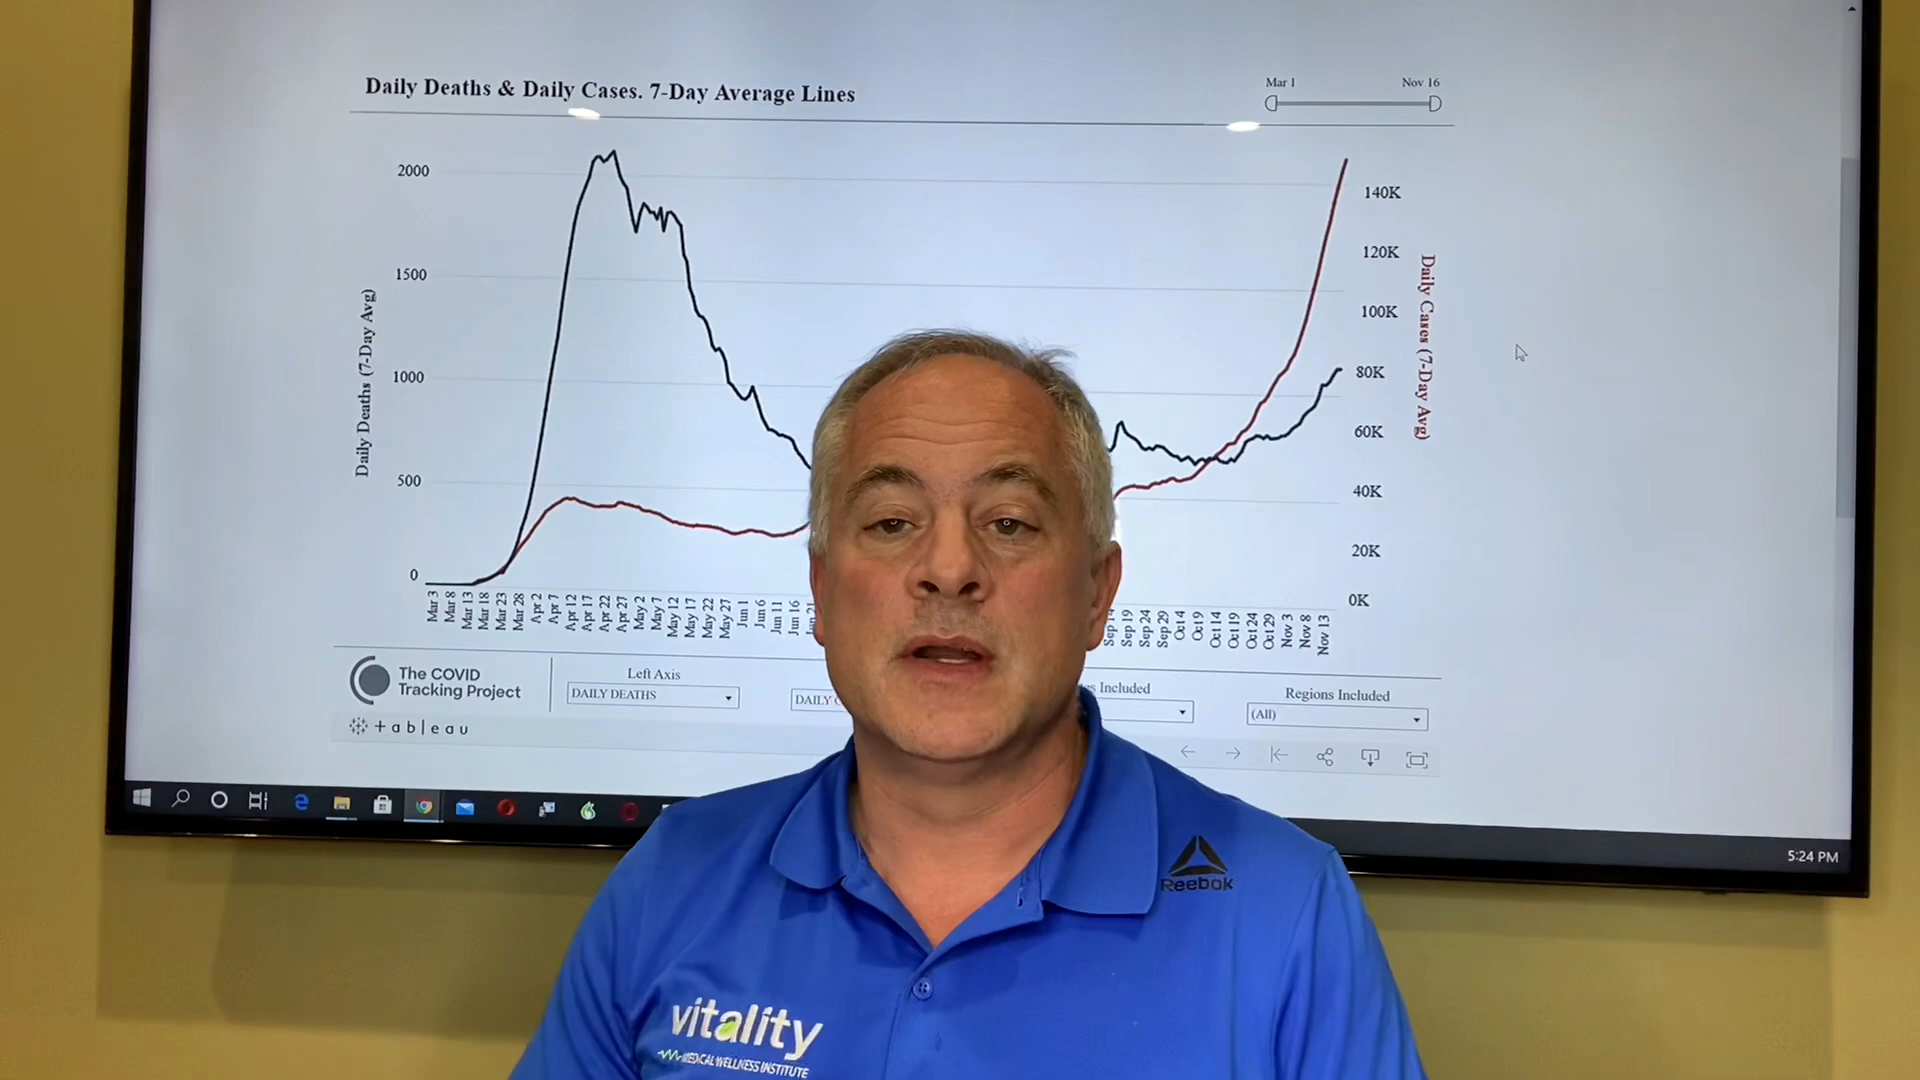 Daily Deaths & Daily Cases. 7-Day Average Lines
Mar 1
Nov 16
2000
1500
1000
500
0
Daily Deaths (7-Day Avg)
140K
120K
100K
80K
60K
40K
20K
0K
Daily Cases (7-Day Avg)
Mar 3
Mar 8
Mar 13
Mar 18
Mar 23
Mar 28
Apr 2
Apr 7
Apr 12
Apr 17
Apr 22
Apr 27
May 2
May 7
May 12
May 17
May 22
May 27
Jun 1
Jun 6
Jun 11
Jun 16
Jun 21
Sep 14
Sep 19
Sep 24
Sep 29
Oct 4
Oct 9
Oct 14
Oct 19
Oct 24
Oct 29
Nov 3
Nov 8
Nov 13
The COVID
Tracking Project
Left Axis
DAILY DEATHS
DAILY
Included
Regions Included
(All)
+ableau
5:24 PM
Reebok
vitality
MEDICAL WELLNESS INSTITUTE